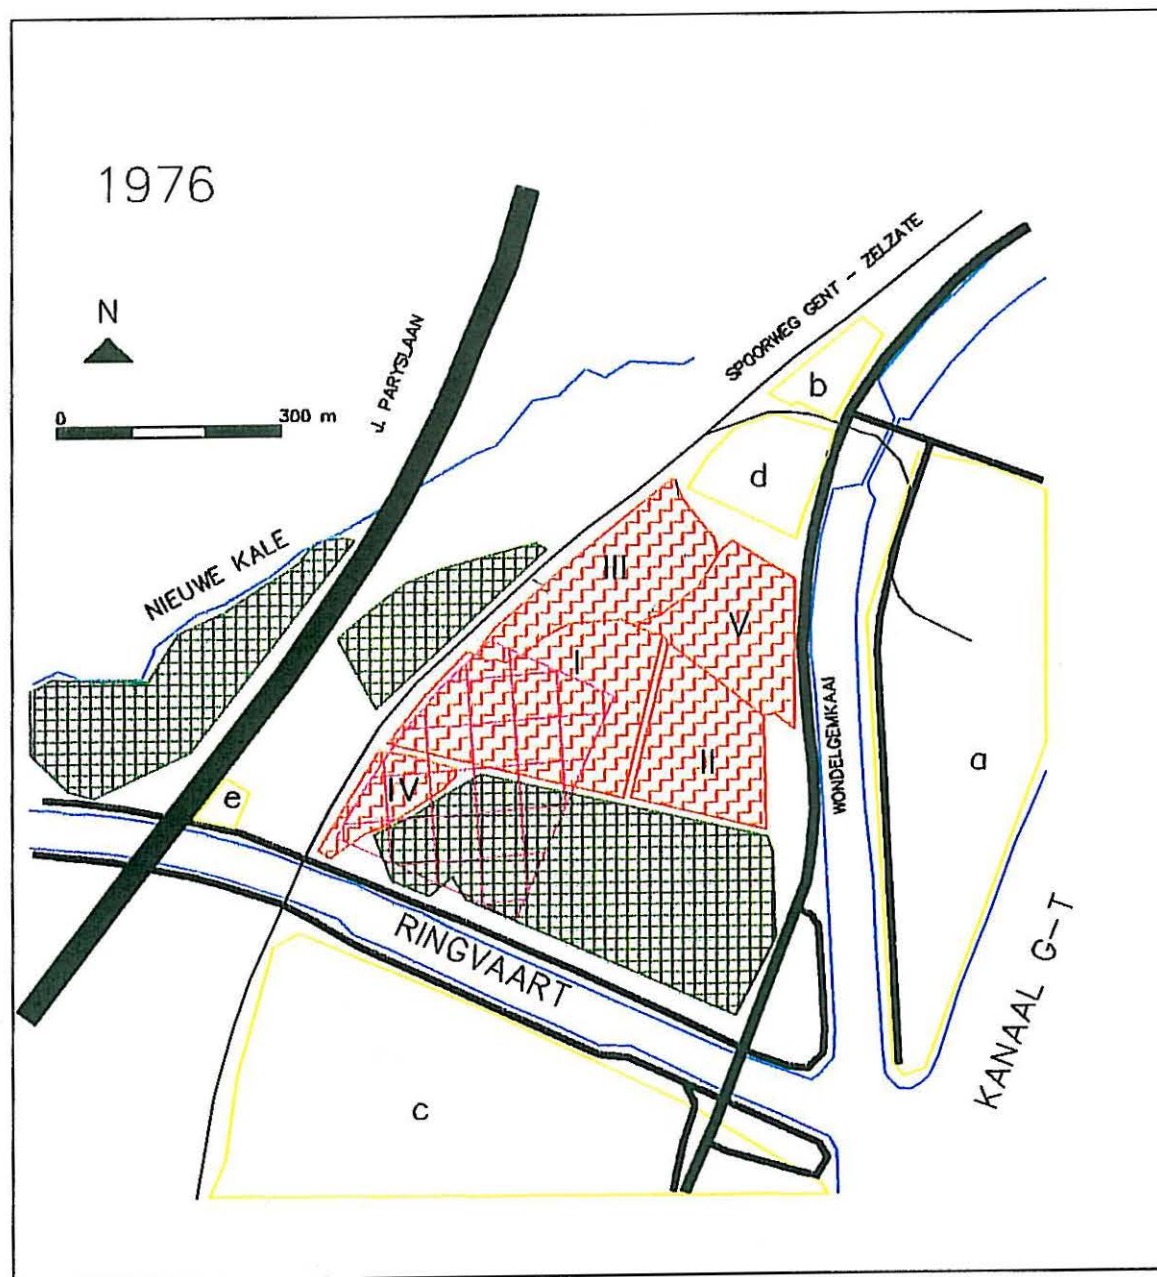 1976
N
0 300 m
J. PARYSLAAN
SPOORWEG GENT - ZELZATE
NIEUWE KALE
b
d
III
V
I
II
IV
WONDELGEMKAAI
a
e
RINGVAART
KANAAL G-T
c